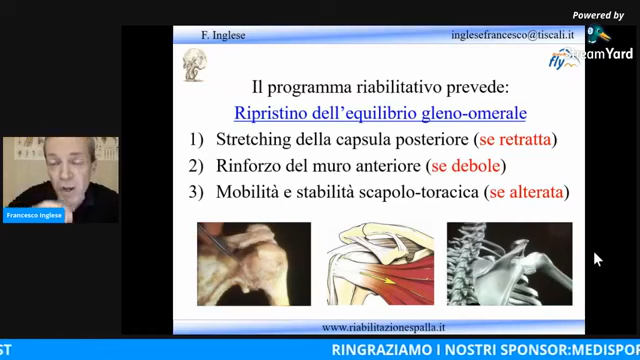 Powered by
StreamYard
F. Inglese
inglesefrancesco@tiscali.it
fly
Il programma riabilitativo prevede:
Ripristino dell'equilibrio gleno-omerale
1) Stretching della capsula posteriore (se retratta)
2) Rinforzo del muro anteriore (se debole)
3) Mobilità e stabilità scapolo-toracica (se alterata)
Francesco Inglese
www.riabilitazionespalla.it
ST
RINGRAZIAMO I NOSTRI SPONSOR:MEDISPOR